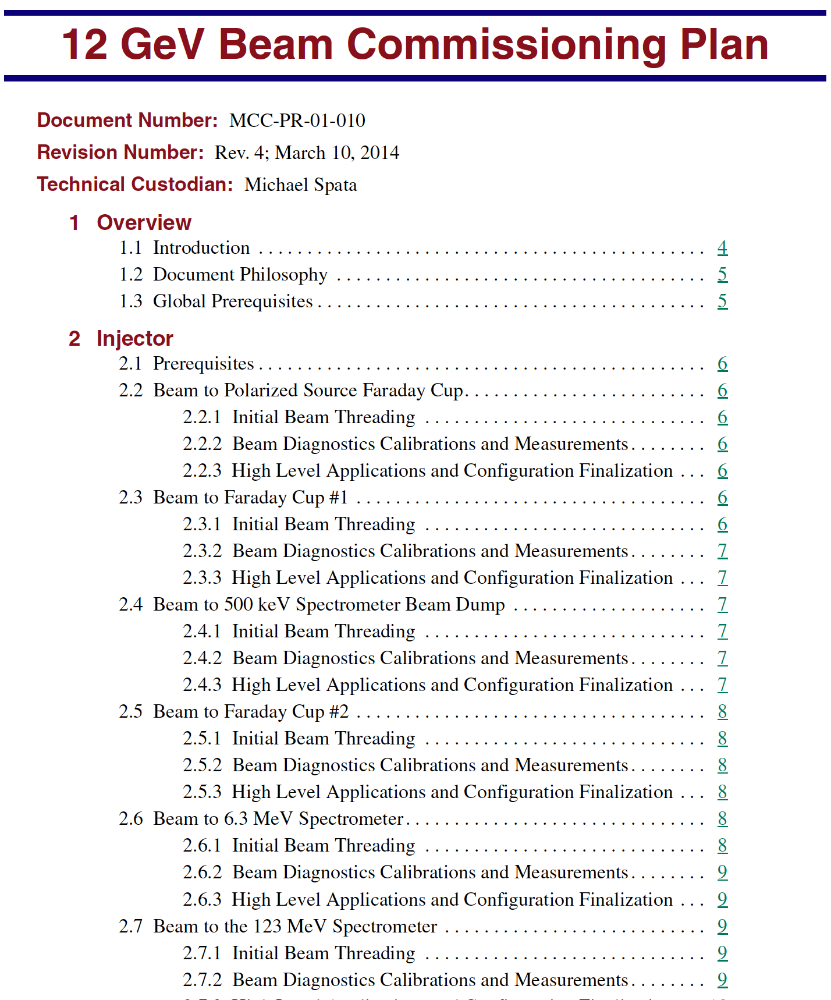 12 GeV Beam Commissioning Plan
Document Number: MCC-PR-01-010
Revision Number: Rev. 4; March 10, 2014
Technical Custodian: Michael Spata
1 Overview
1.1 Introduction . . . . . . . . . . . . . . . . . . . . . . . . . . . . . . . . . . . . . . . . . . . . . . 4
1.2 Document Philosophy . . . . . . . . . . . . . . . . . . . . . . . . . . . . . . . . . . . . . . 5
1.3 Global Prerequisites . . . . . . . . . . . . . . . . . . . . . . . . . . . . . . . . . . . . . . . . 5
2 Injector
2.1 Prerequisites . . . . . . . . . . . . . . . . . . . . . . . . . . . . . . . . . . . . . . . . . . . . . . 6
2.2 Beam to Polarized Source Faraday Cup. . . . . . . . . . . . . . . . . . . . . . . . . 6
2.2.1 Initial Beam Threading . . . . . . . . . . . . . . . . . . . . . . . . . . . . . 6
2.2.2 Beam Diagnostics Calibrations and Measurements. . . . . . . . 6
2.2.3 High Level Applications and Configuration Finalization . . . 6
2.3 Beam to Faraday Cup #1 . . . . . . . . . . . . . . . . . . . . . . . . . . . . . . . . . . . . 6
2.3.1 Initial Beam Threading . . . . . . . . . . . . . . . . . . . . . . . . . . . . . 6
2.3.2 Beam Diagnostics Calibrations and Measurements. . . . . . . . 7
2.3.3 High Level Applications and Configuration Finalization . . . 7
2.4 Beam to 500 keV Spectrometer Beam Dump . . . . . . . . . . . . . . . . . . . . 7
2.4.1 Initial Beam Threading . . . . . . . . . . . . . . . . . . . . . . . . . . . . . 7
2.4.2 Beam Diagnostics Calibrations and Measurements. . . . . . . . 7
2.4.3 High Level Applications and Configuration Finalization . . . 7
2.5 Beam to Faraday Cup #2 . . . . . . . . . . . . . . . . . . . . . . . . . . . . . . . . . . . . 8
2.5.1 Initial Beam Threading . . . . . . . . . . . . . . . . . . . . . . . . . . . . . 8
2.5.2 Beam Diagnostics Calibrations and Measurements. . . . . . . . 8
2.5.3 High Level Applications and Configuration Finalization . . . 8
2.6 Beam to 6.3 MeV Spectrometer. . . . . . . . . . . . . . . . . . . . . . . . . . . . . . . 8
2.6.1 Initial Beam Threading . . . . . . . . . . . . . . . . . . . . . . . . . . . . . 8
2.6.2 Beam Diagnostics Calibrations and Measurements. . . . . . . . 9
2.6.3 High Level Applications and Configuration Finalization . . . 9
2.7 Beam to the 123 MeV Spectrometer . . . . . . . . . . . . . . . . . . . . . . . . . . . 9
2.7.1 Initial Beam Threading . . . . . . . . . . . . . . . . . . . . . . . . . . . . . 9
2.7.2 Beam Diagnostics Calibrations and Measurements. . . . . . . . 9